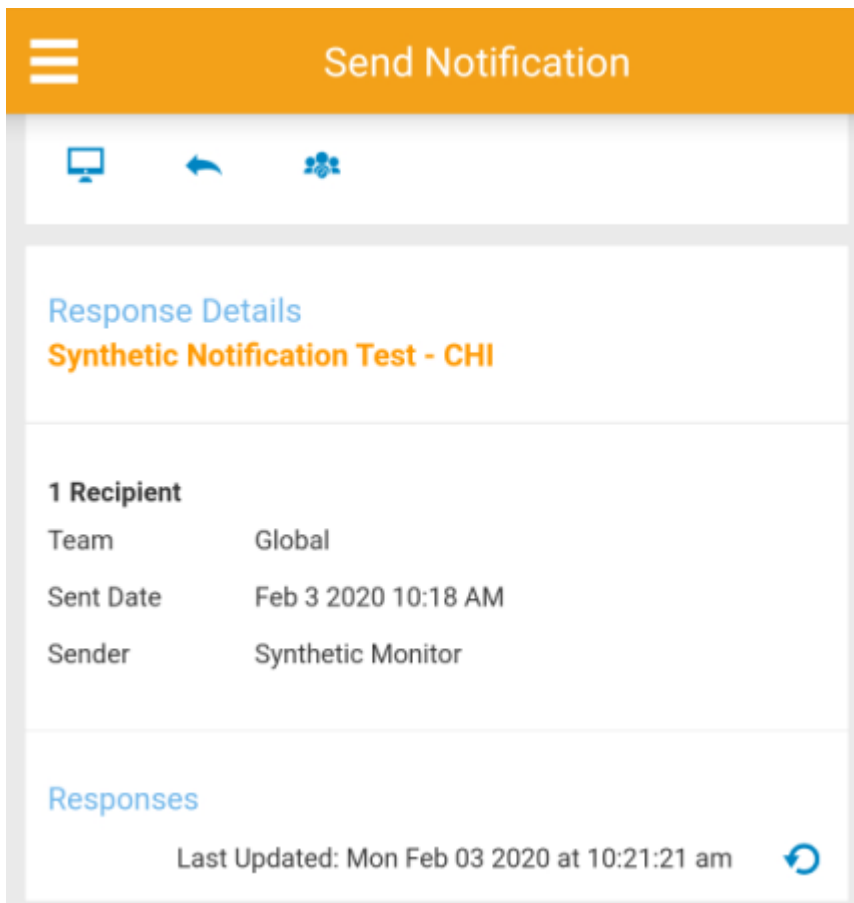 Send Notification
Response Details
Synthetic Notification Test - CHI
1 Recipient
Team Global
Sent Date Feb 3 2020 10:18 AM
Sender Synthetic Monitor
Responses
Last Updated: Mon Feb 03 2020 at 10:21:21 am